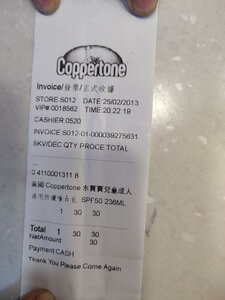 Coppertone
Invoice/發票/正式收據
STORE S012 DATE 25/02/2013
VIP# 0018582 TIME 20:22:19
CASHIER 0520
INVOICE S012-01-000039275631
SKV/DEC QTY PROCE TOTAL
0 4110001311 8
美國 Coppertone 水寶寶兒童成人
SPF50 236ML
1 30 30
Total 1 30 30
NetAmount 30
Payment CASH
Thank You Please Come Again